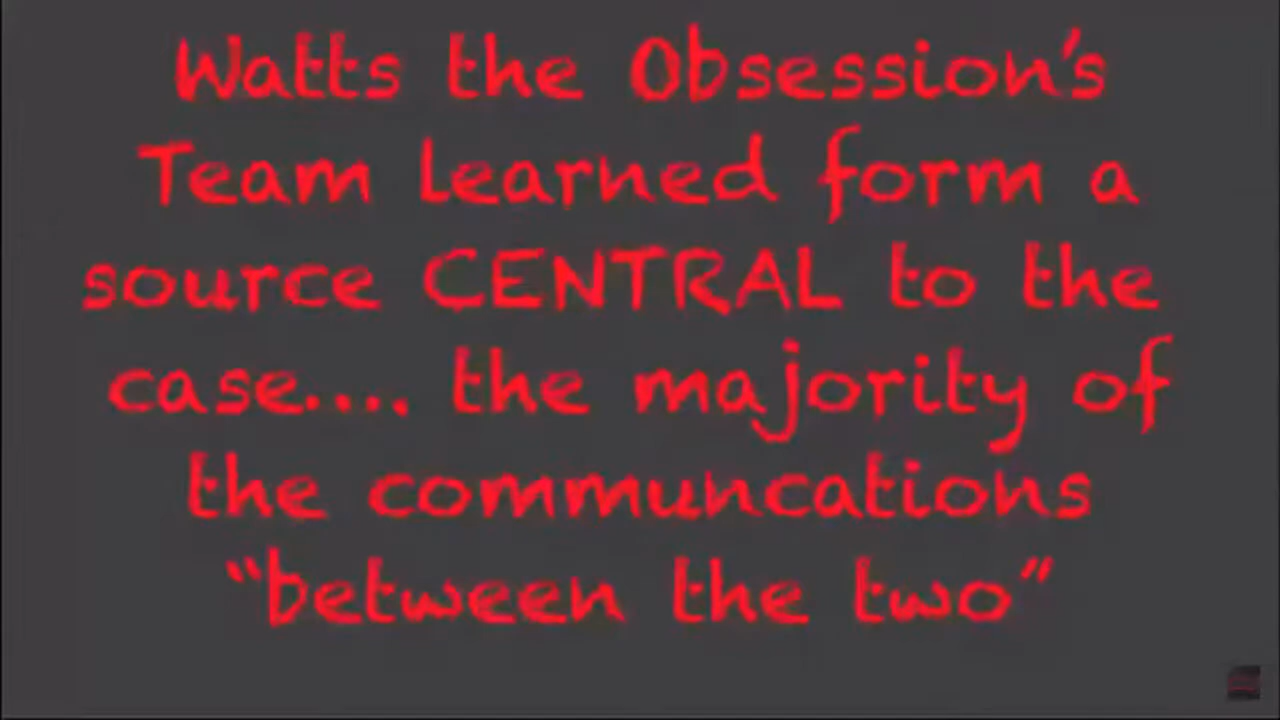 Watts the Obsession's
Team learned form a
source CENTRAL to the
case.... the majority of
the communcations
“between the two”